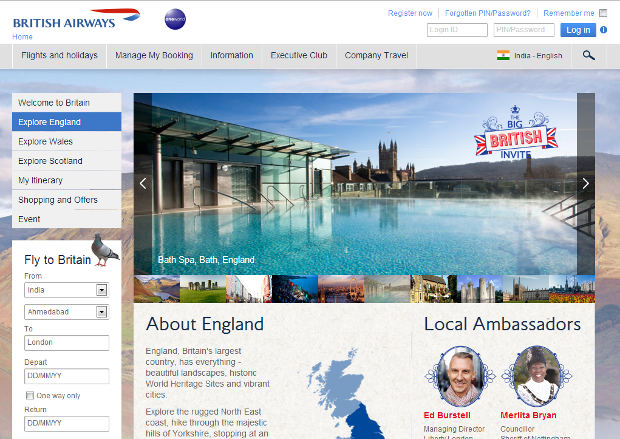 BRITISH AIRWAYS
oneworld
Home
Register now
Forgotten PIN/Password?
Remember me
Login ID
PIN/Password
Log in
Flights and holidays
Manage My Booking
Information
Executive Club
Company Travel
India - English
Welcome to Britain
Explore England
Explore Wales
Explore Scotland
My Itinerary
Shopping and Offers
Event
THE
BIG
BRITISH
INVITE
Bath Spa, Bath, England
Fly to Britain
From
India
Ahmedabad
To
London
Depart
DD/MM/YY
One way only
Return
DD/MM/YY
About England
England, Britain's largest
country, has everything -
beautiful landscapes, historic
World Heritage Sites and vibrant
cities.
Explore the rugged North East
coast, hike through the majestic
hills of Yorkshire, stopping at an
Local Ambassadors
Ed Burstell
Managing Director
Liberty London
Merlita Bryan
Councillor
Sheriff of Nottingham